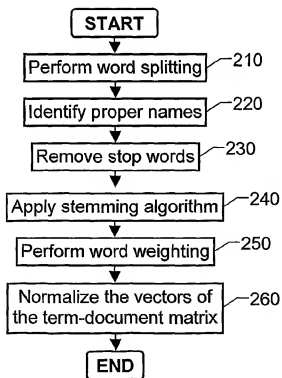 START
Perform word splitting 210
Identify proper names 220
Remove stop words 230
Apply stemming algorithm 240
Perform word weighting 250
Normalize the vectors of 260
the term-document matrix
END